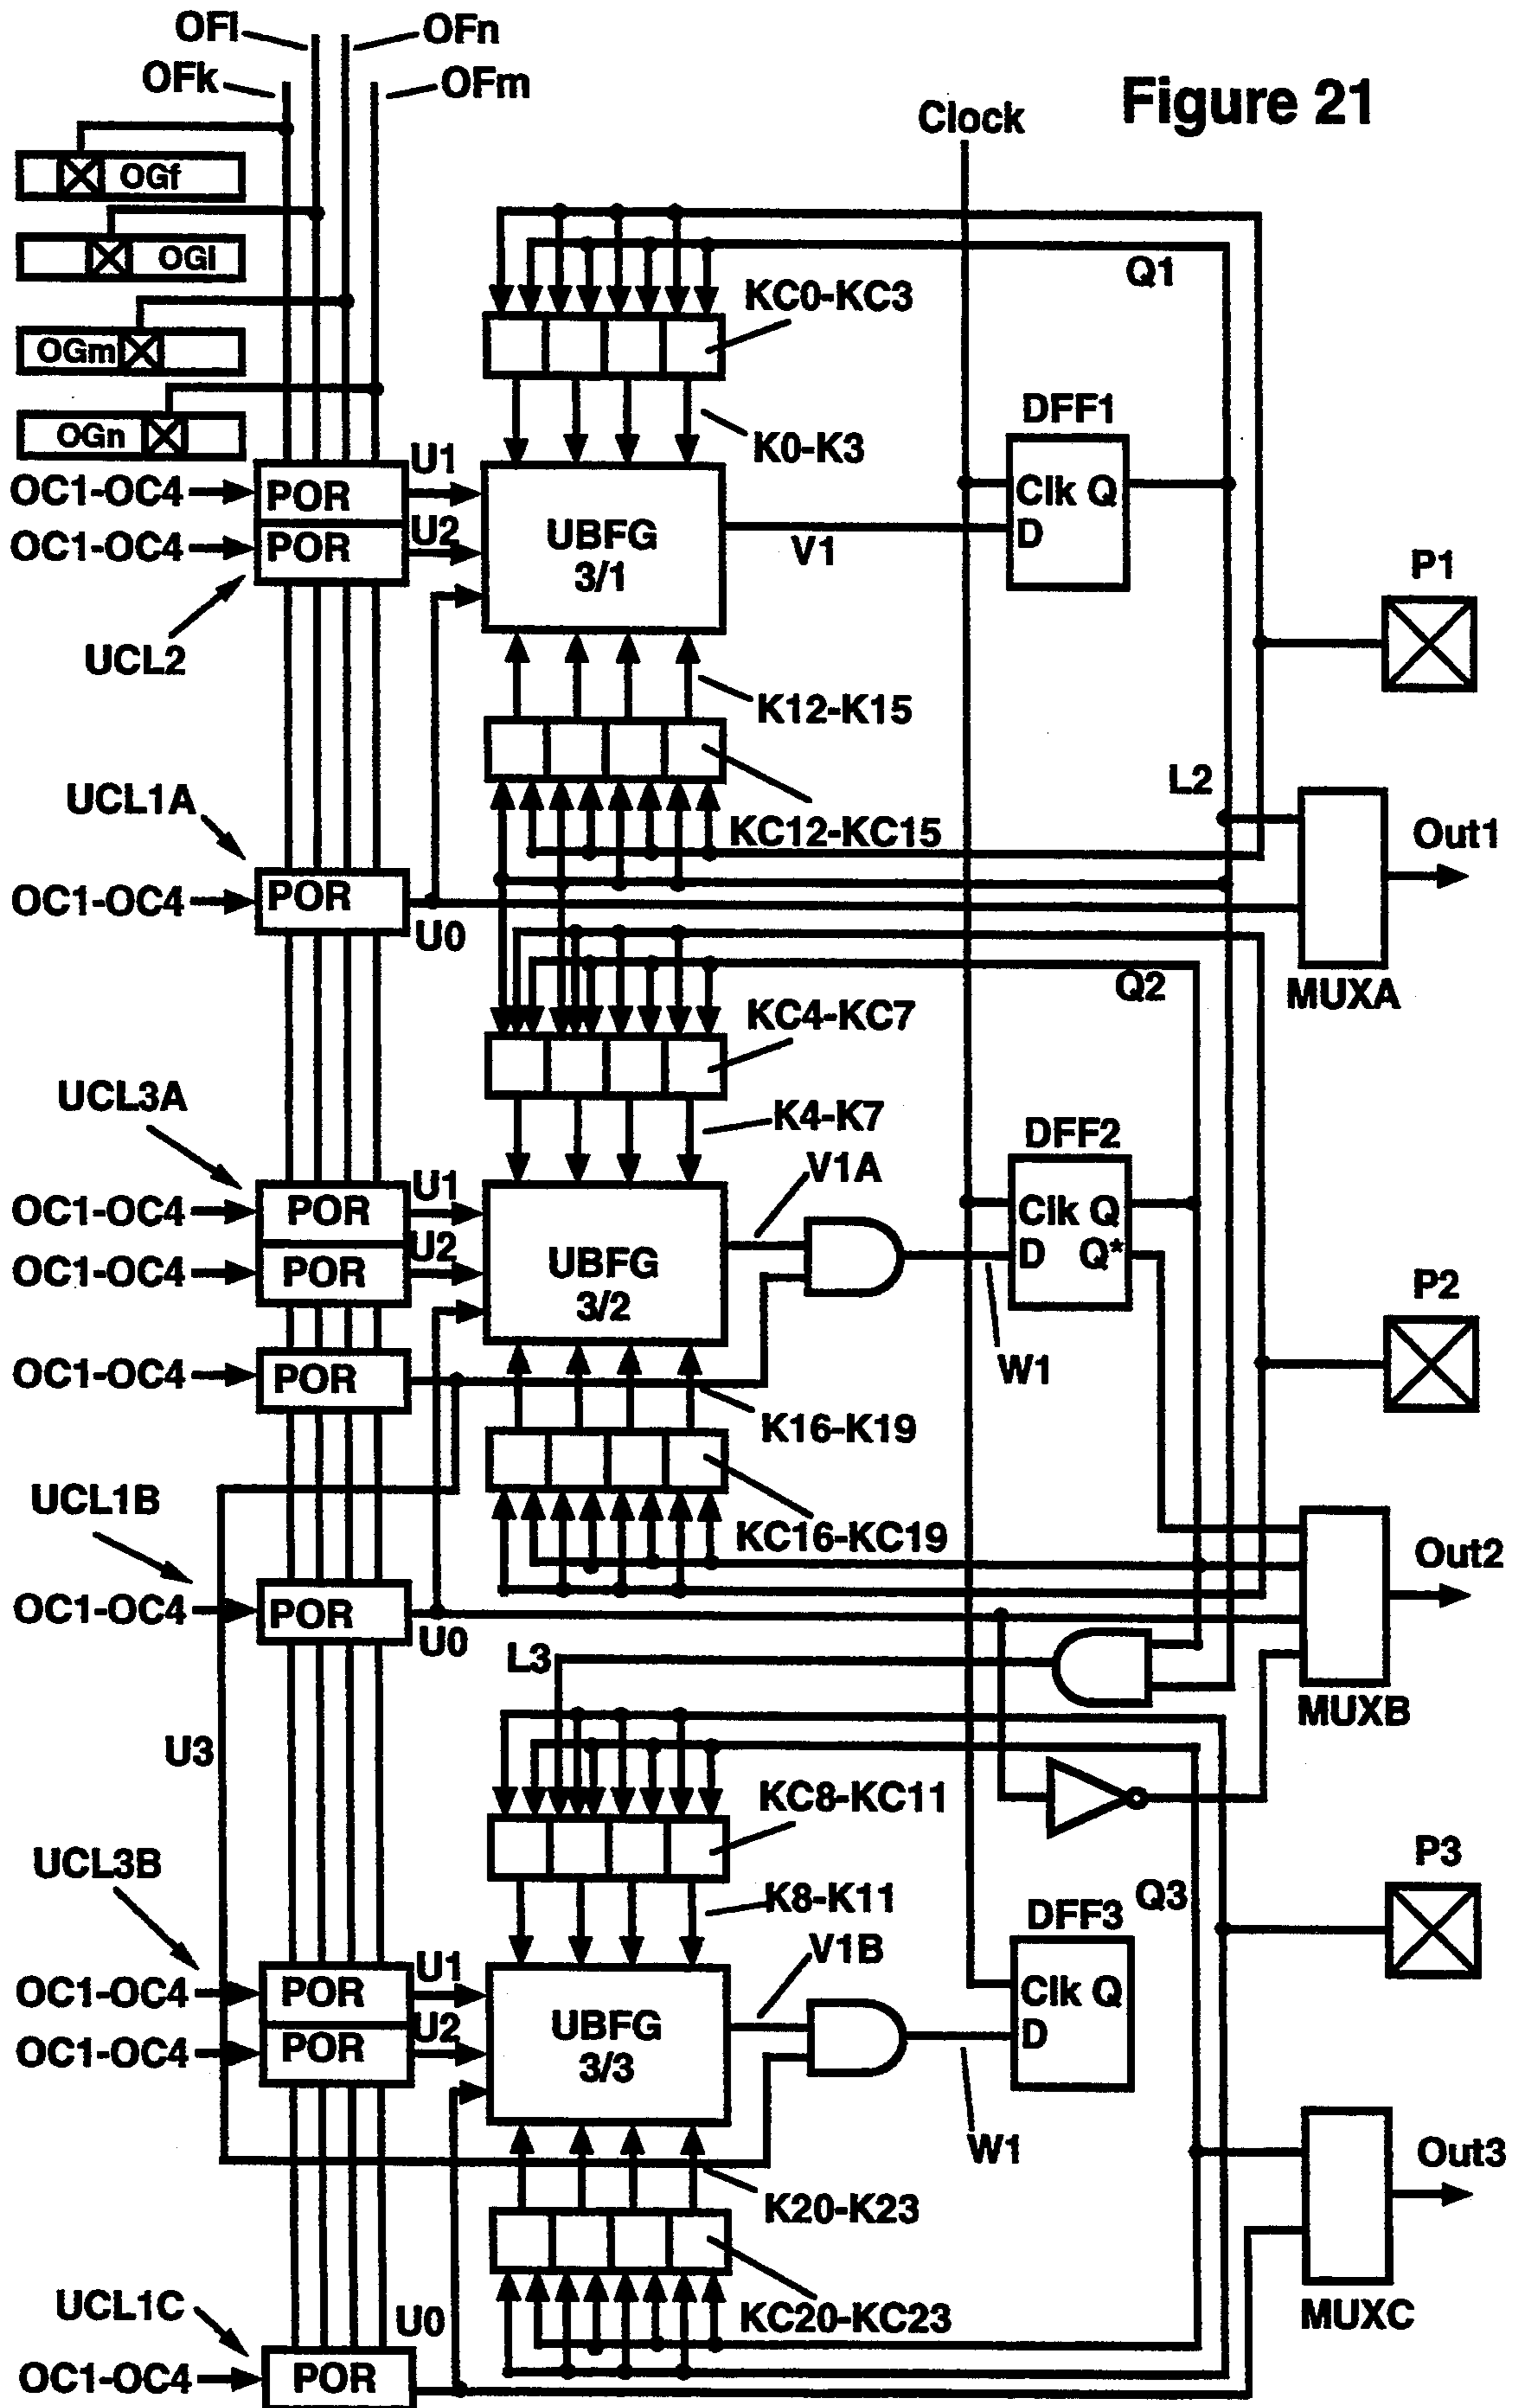 OFl
OFn
OFk
OFm
Figure 21
Clock
OGf
OGl
Q1
KC0-KC3
OGm
DFF1
OGn
K0-K3
OC1-OC4
POR
U1
Clk Q
OC1-OC4
POR
U2
UBFG
3/1
V1
D
P1
UCL2
K12-K15
L2
UCL1A
KC12-KC15
Out1
OC1-OC4
POR
U0
Q2
MUXA
KC4-KC7
UCL3A
K4-K7
DFF2
V1A
OC1-OC4
POR
U1
Clk Q
OC1-OC4
POR
U2
UBFG
3/2
D Q*
P2
OC1-OC4
POR
W1
K16-K19
UCL1B
KC16-KC19
Out2
OC1-OC4
POR
U0
L3
MUXB
U3
KC8-KC11
P3
UCL3B
K8-K11
Q3
DFF3
V1B
OC1-OC4
POR
U1
Clk Q
OC1-OC4
POR
U2
UBFG
3/3
D
W1
Out3
K20-K23
UCL1C
U0
KC20-KC23
MUXC
OC1-OC4
POR